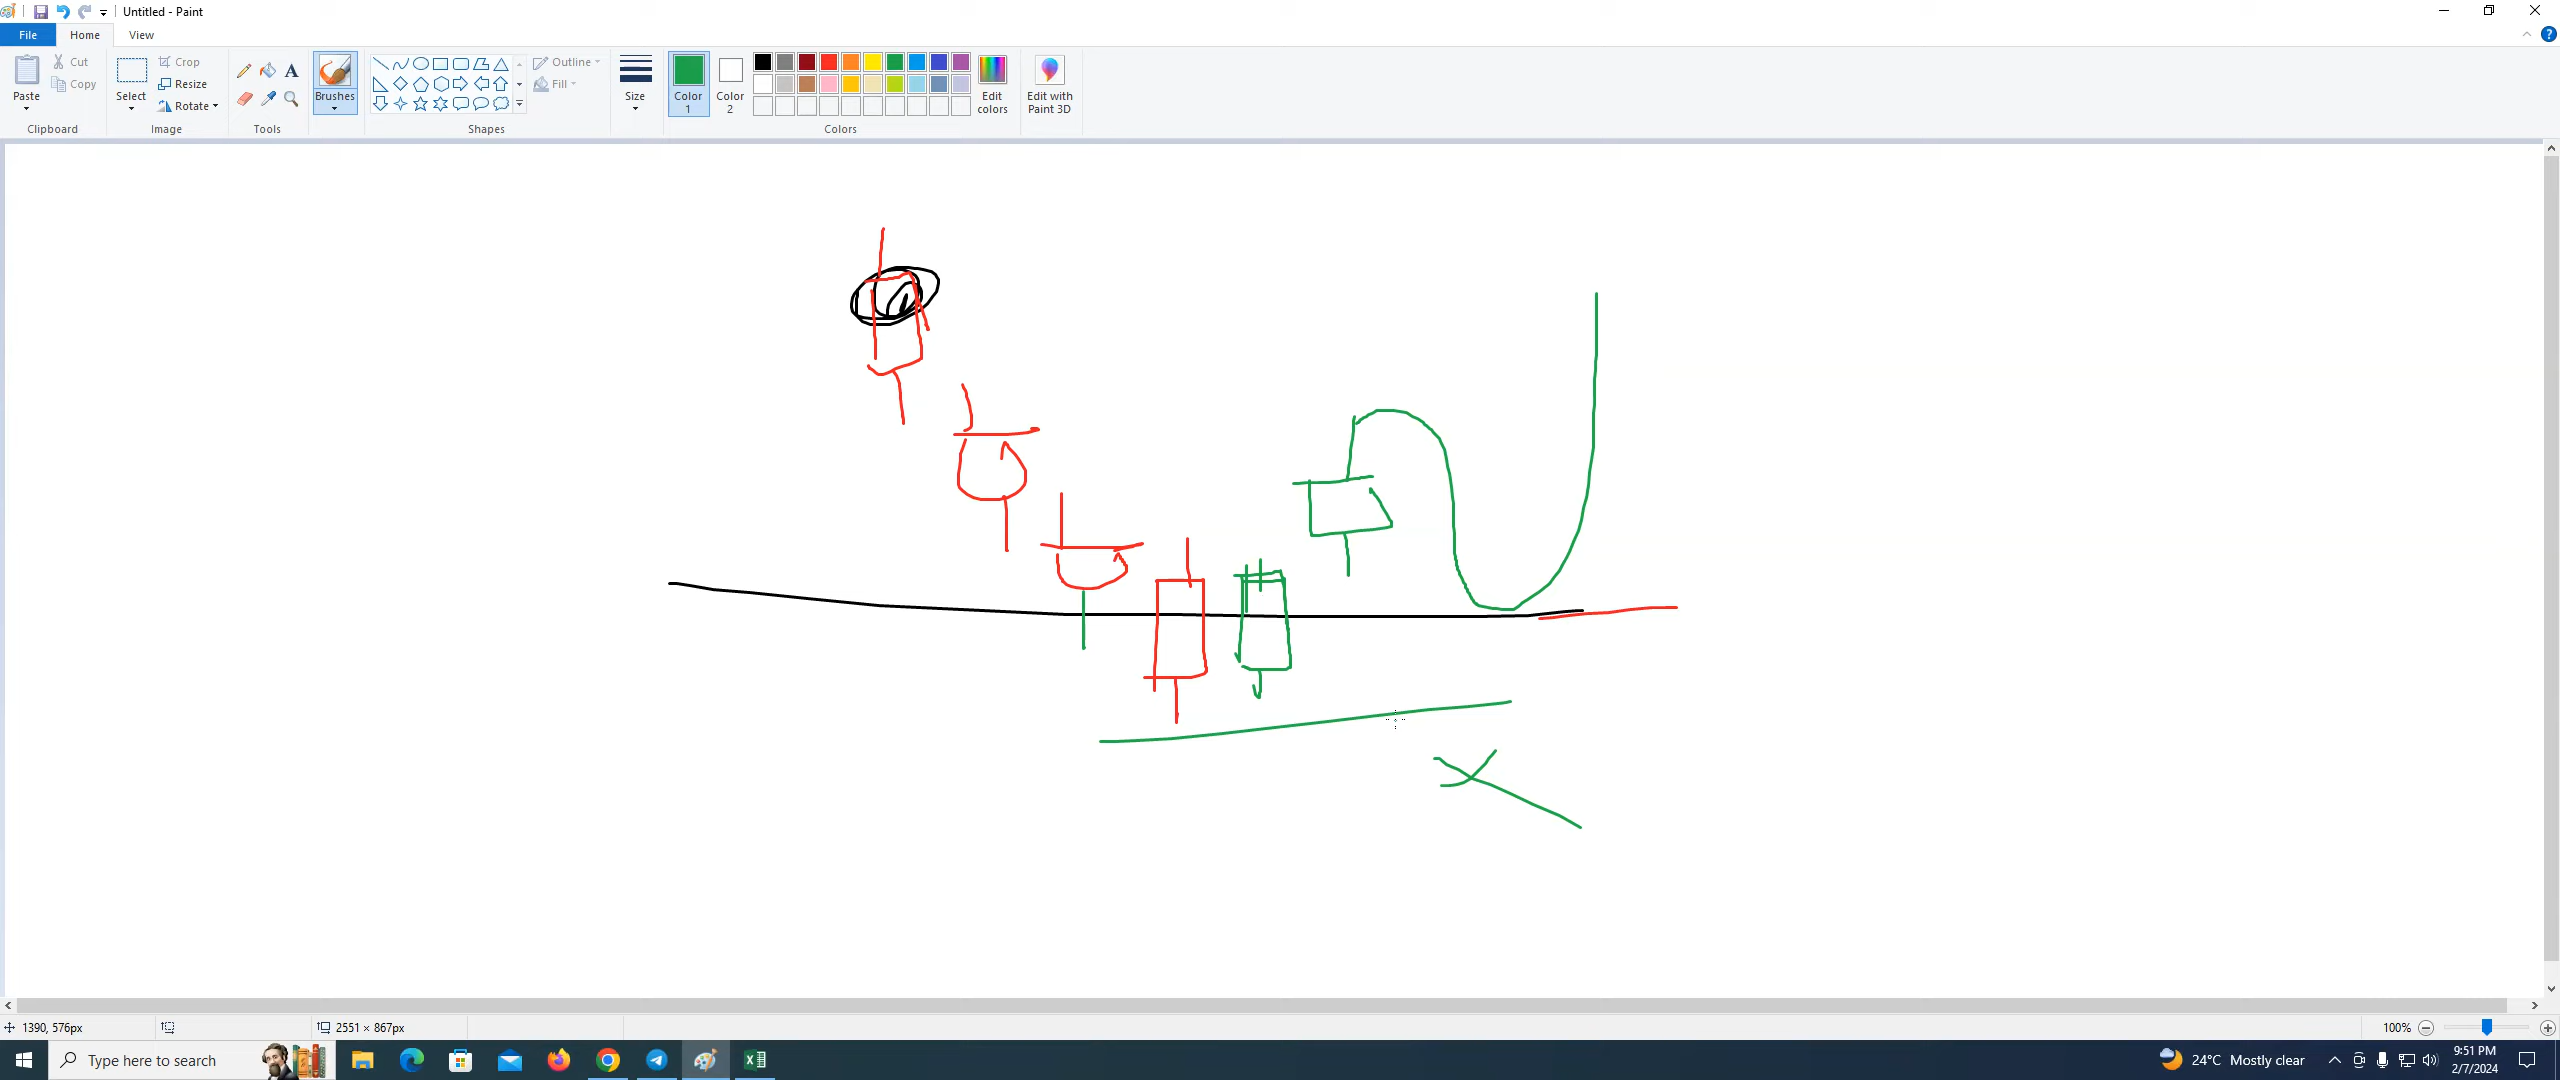 Untitled - Paint
File
Home
View
Cut
Crop
Outline
Copy
Resize
Fill
Rotate
Paste
Select
Brushes
Size
Color 1
Color 2
Edit colors
Edit with Paint 3D
Clipboard
Image
Tools
Shapes
Colors
1390, 576px
2551 × 867px
100%
Type here to search
24°C Mostly clear
9:51 PM
2/7/2024